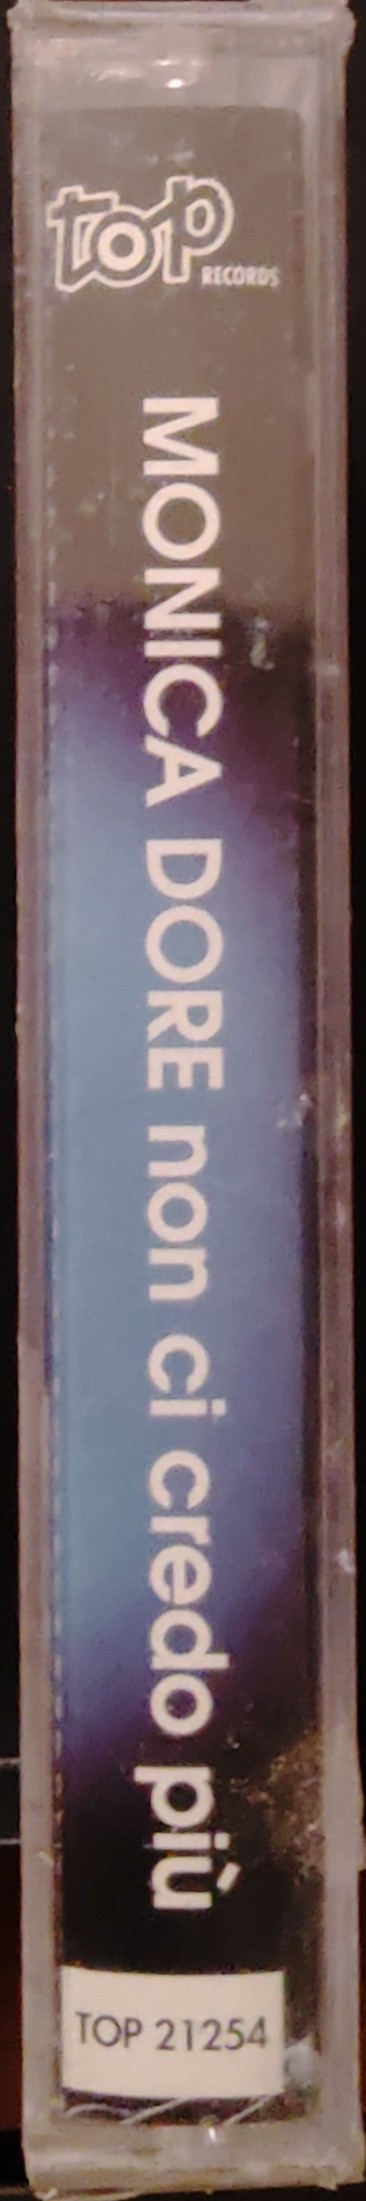 top
RECORDS
MONICA DORE non ci credo più
TOP 21254